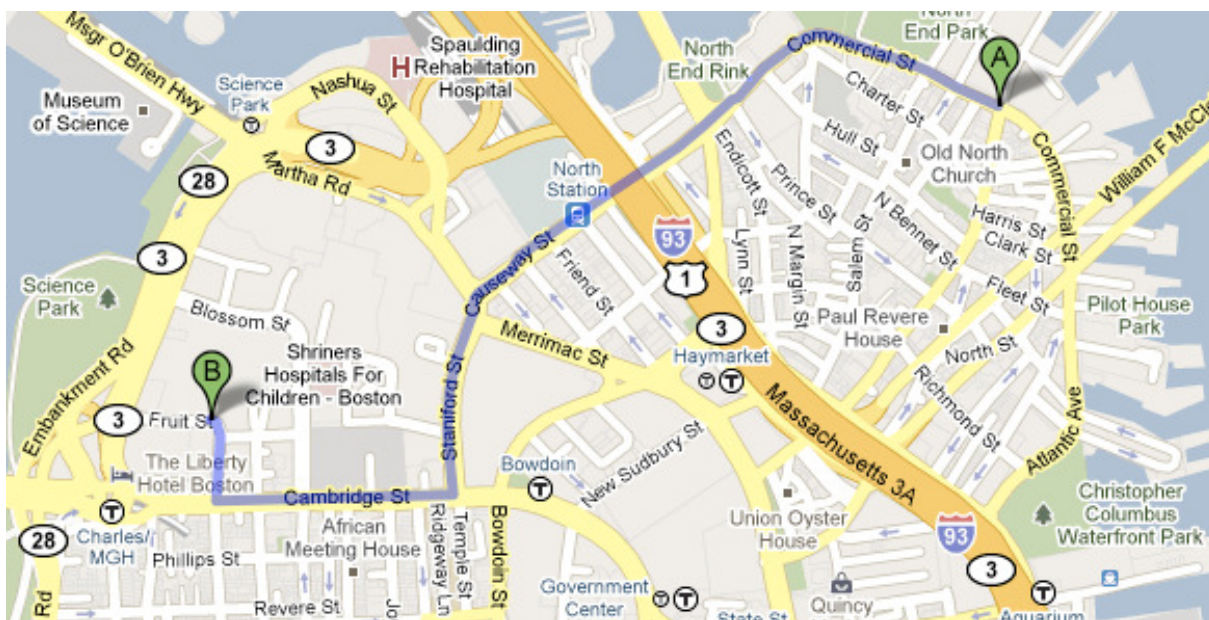 North
End Park
Msgr O'Brien Hwy
Spaulding
Rehabilitation
Hospital
H
Commercial St
A
North
End Rink
Science
Park
Nashua St
Museum
of Science
Charter St
3
Hull St
Old North
Church
Commercial St
William F McCle
Martha Rd
28
North
Station
Endicott St
Prince St
N Bennet St
Harris St
Clark St
3
Causeway St
93
Lynn St
N Margin St
Salem St
Science
Park
Friend St
1
Fleet St
Pilot House
Park
Blossom St
Merrimac St
3
Paul Revere
House
Haymarket
T
T
North St
Shriners
Hospitals For
Children - Boston
B
Staniford St
Richmond St
Embankment Rd
3
Fruit St
Massachusetts 3A
Atlantic Ave
The Liberty
Hotel Boston
New Sudbury St
Bowdoin
T
Cambridge St
Christopher
Columbus
Waterfront Park
T
Charles/
MGH
African
Meeting House
Union Oyster
House
93
28
Phillips St
Ridgeway Ln
Temple St
Bowdoin St
3
Government
Center
T
T
Quincy
T
Rd
Revere St
Jo
State St
Aquarium